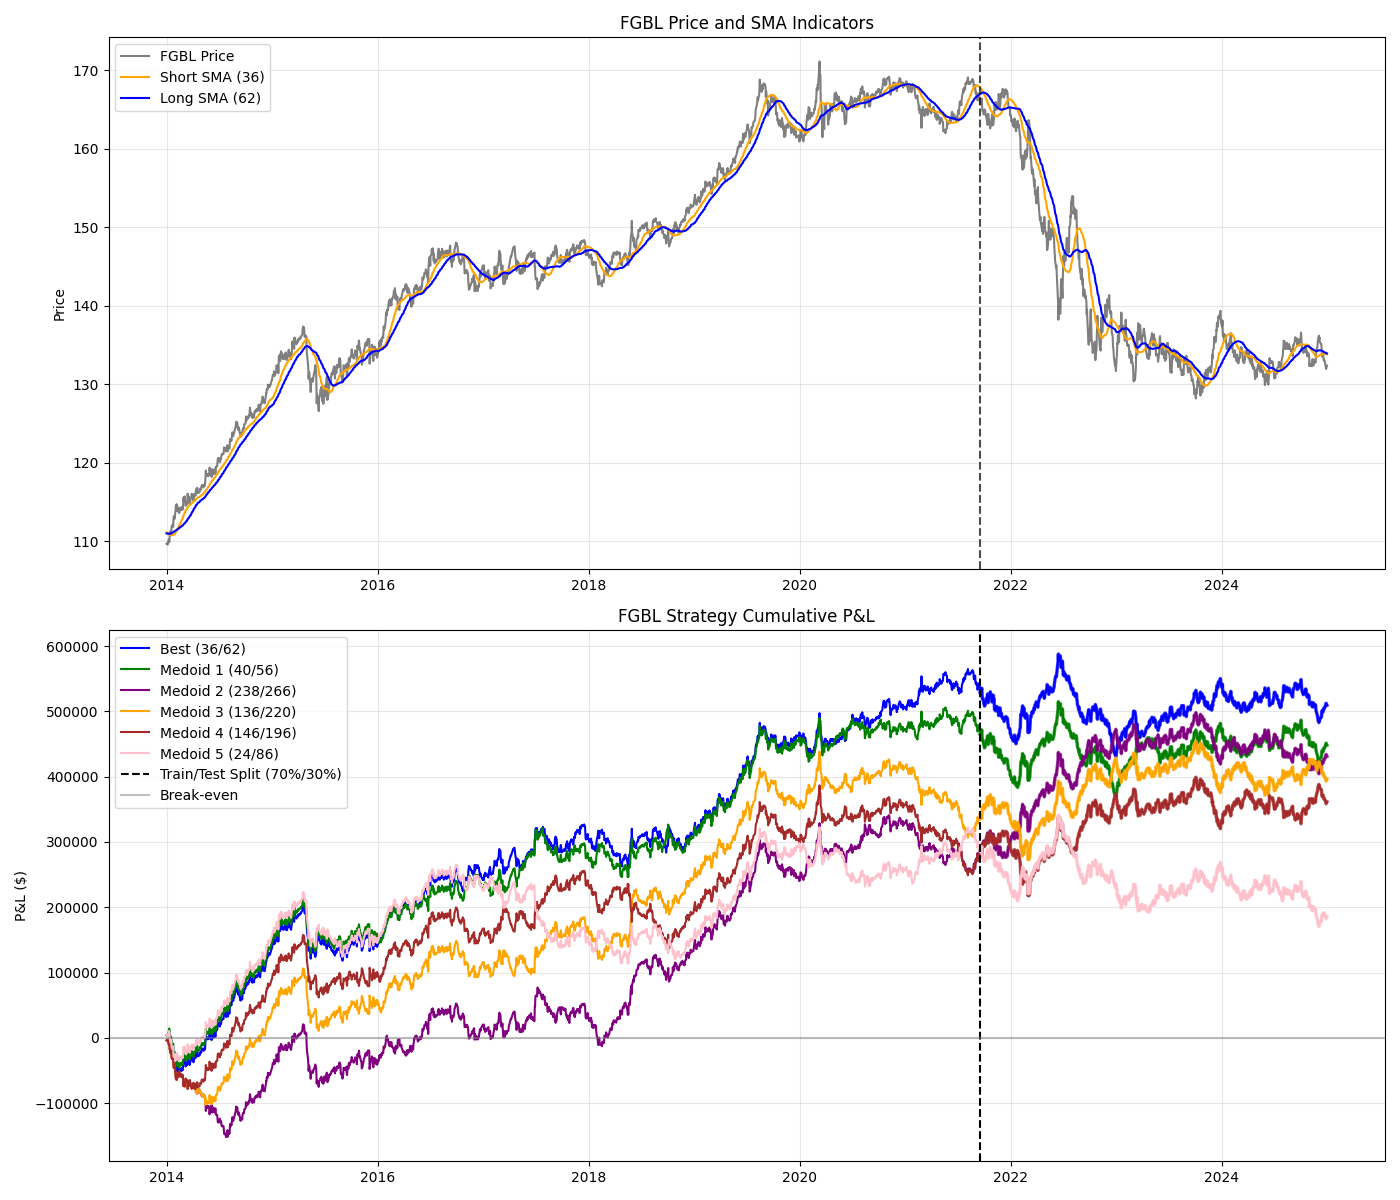 FGBL Price and SMA Indicators
FGBL Price
Short SMA (36)
Long SMA (62)
170
160
150
140
130
120
110
Price
2014 2016 2018 2020 2022 2024
FGBL Strategy Cumulative P&L
Best (36/62)
Medoid 1 (40/56)
Medoid 2 (238/266)
Medoid 3 (136/220)
Medoid 4 (146/196)
Medoid 5 (24/86)
Train/Test Split (70%/30%)
Break-even
600000
500000
400000
300000
200000
100000
0
−100000
P&L ($)
2014 2016 2018 2020 2022 2024